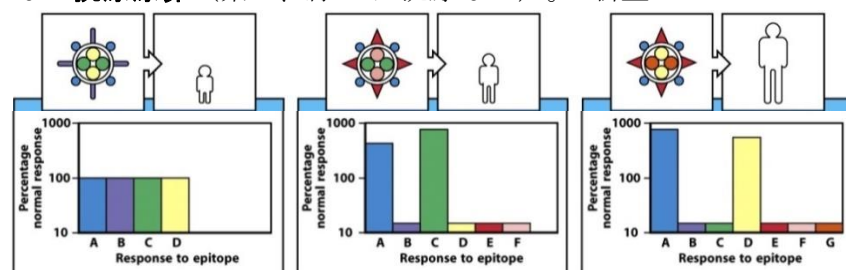 1000
100
10
Percentage
normal response
A B C D
Response to epitope
1000
100
10
Percentage
normal response
A B C D E F
Response to epitope
1000
100
10
Percentage
normal response
A B C D E F G
Response to epitope